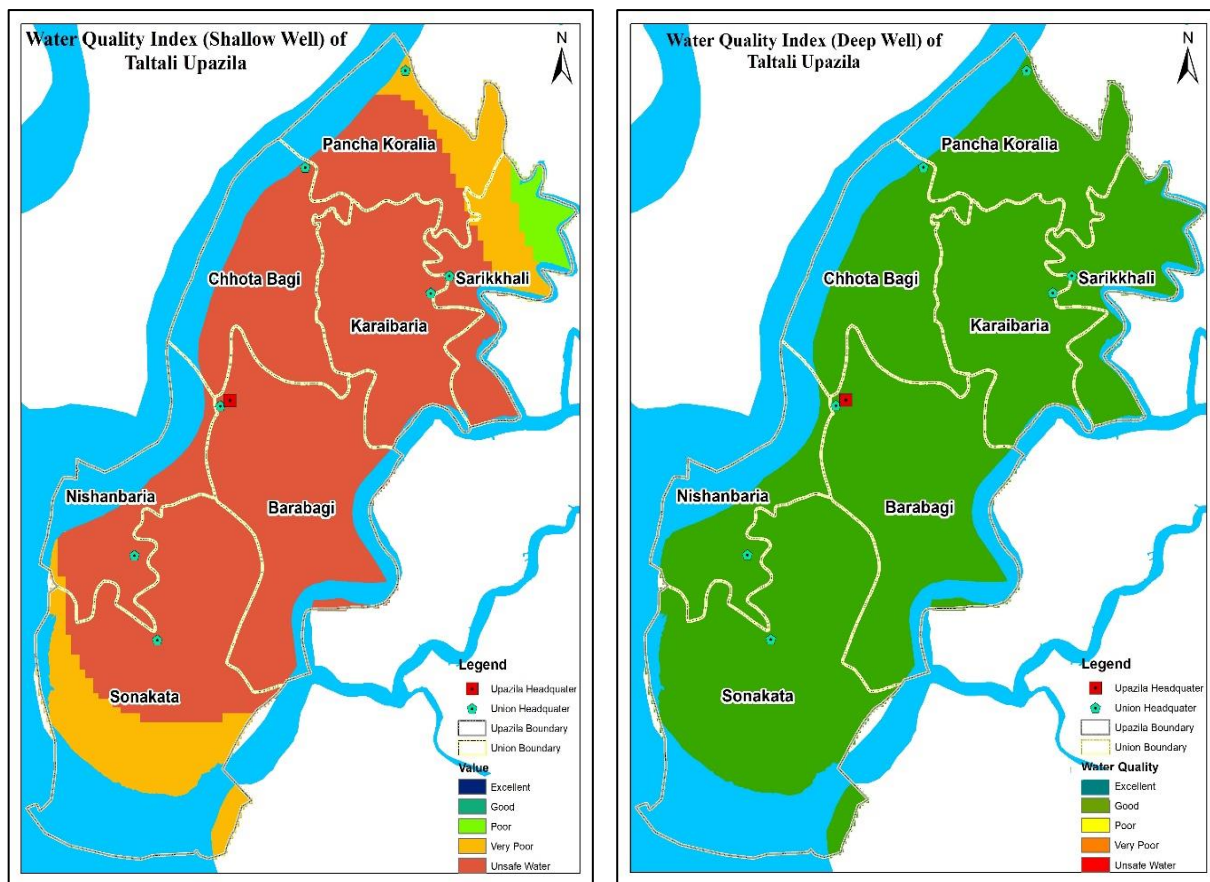 Water Quality Index (Shallow Well) of
Taltali Upazila
N
Pancha Koralia
Chhota Bagi
Sarikkhali
Karaibaria
Nishanbaria
Barabagi
Sonakata
Legend
Upazila Headquater
Union Headquater
Upazila Boundary
Union Boundary
Value
Excellent
Good
Poor
Very Poor
Unsafe Water
Water Quality Index (Deep Well) of
Taltali Upazila
N
Pancha Koralia
Chhota Bagi
Sarikkhali
Karaibaria
Nishanbaria
Barabagi
Sonakata
Legend
Upazila Headquater
Union Headquater
Upazila Boundary
Union Boundary
Water Quality
Excellent
Good
Poor
Very Poor
Unsafe Water